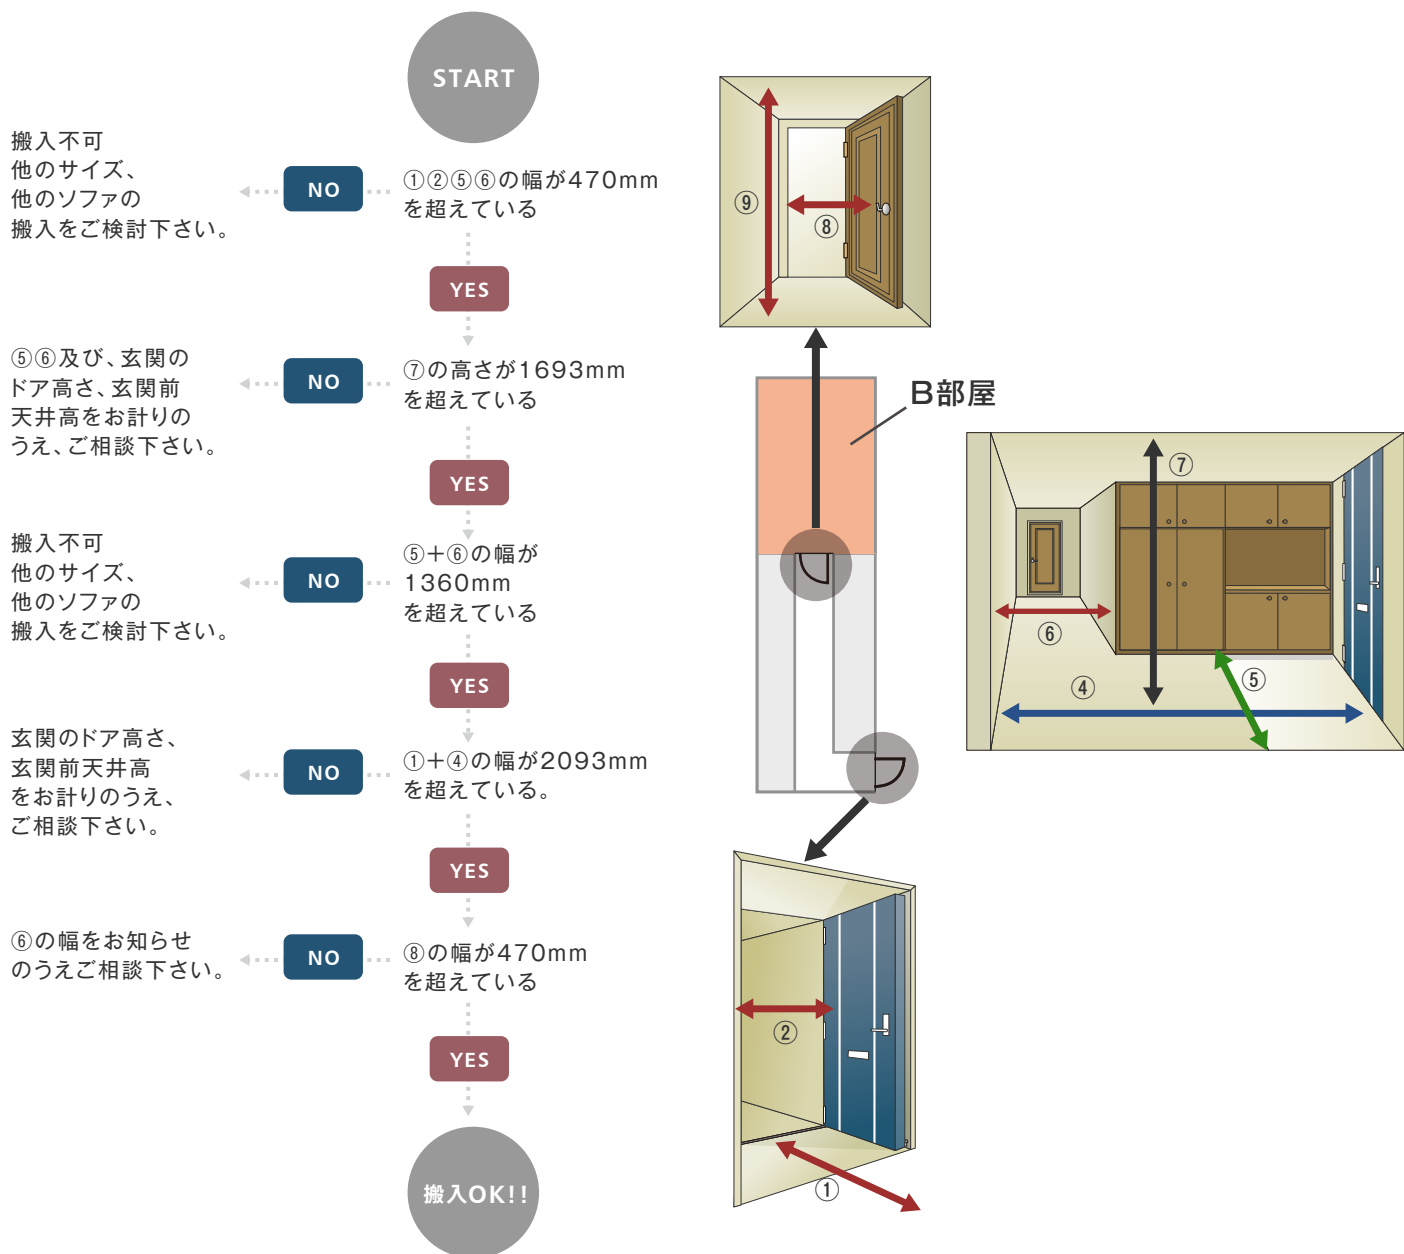 START
搬入不可
他のサイズ、
他のソファの
搬入をご検討下さい。
NO
①②⑤⑥の幅が470mm
を超えている
YES
⑤⑥及び、玄関の
ドア高さ、玄関前
天井高をお計りの
うえ、ご相談下さい。
NO
⑦の高さが1693mm
を超えている
YES
搬入不可
他のサイズ、
他のソファの
搬入をご検討下さい。
NO
⑤＋⑥の幅が
1360mm
を超えている
YES
玄関のドア高さ、
玄関前天井高
をお計りのうえ、
ご相談下さい。
NO
①＋④の幅が2093mm
を超えている。
YES
⑥の幅をお知らせ
のうえご相談下さい。
NO
⑧の幅が470mm
を超えている
YES
搬入OK!!
⑨
⑧
B部屋
⑦
⑥
④
⑤
②
①